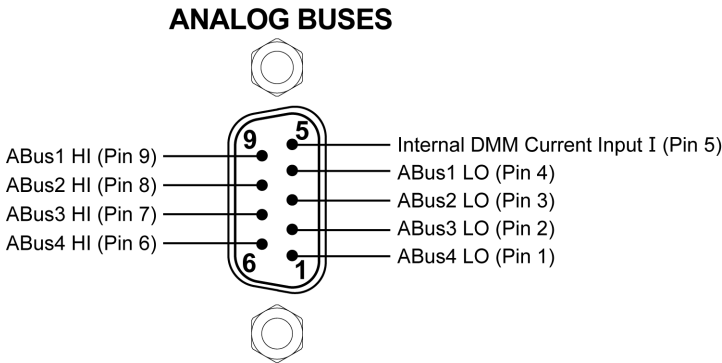 ANALOG BUSES
9
5
ABus1 HI (Pin 9)
ABus2 HI (Pin 8)
ABus3 HI (Pin 7)
ABus4 HI (Pin 6)
Internal DMM Current Input I (Pin 5)
ABus1 LO (Pin 4)
ABus2 LO (Pin 3)
ABus3 LO (Pin 2)
ABus4 LO (Pin 1)
6
1